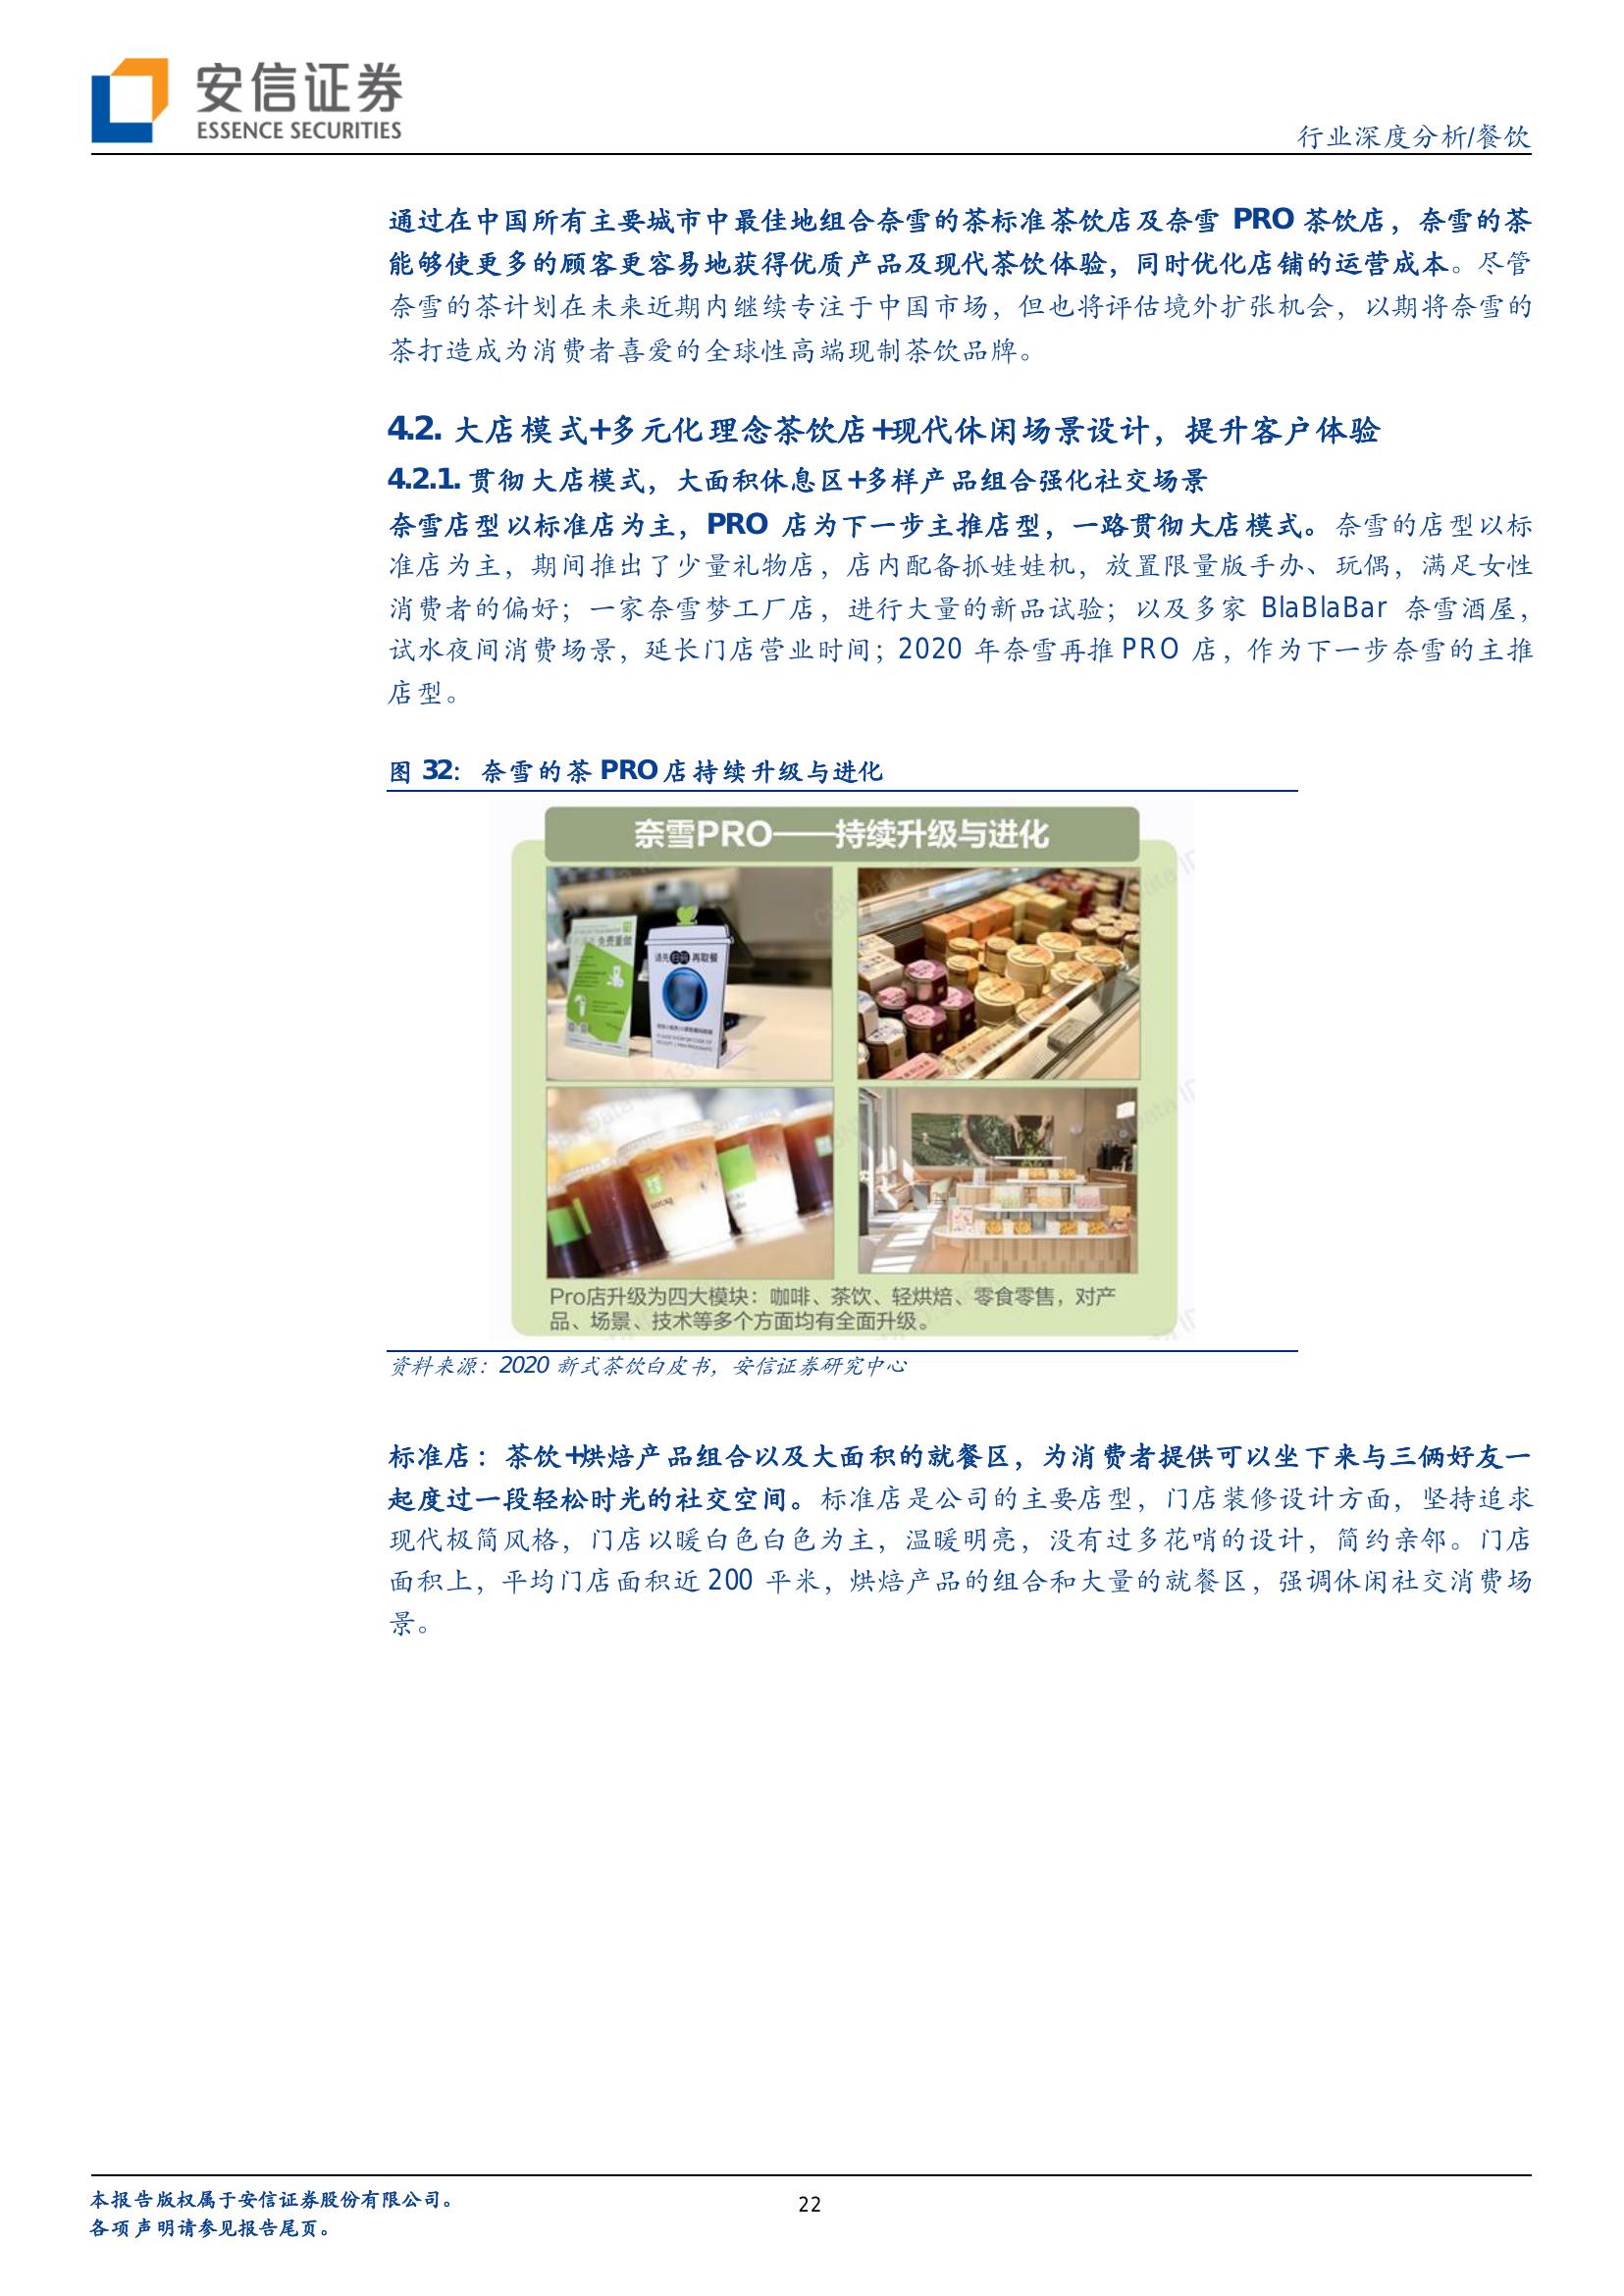 安信证券
ESSENCE SECURITIES
行业深度分析/餐饮
通过在中国所有主要城市中最佳地组合奈雪的茶标准茶饮店及奈雪 PRO 茶饮店，奈雪的茶
能够使更多的顾客更容易地获得优质产品及现代茶饮体验，同时优化店铺的运营成本。尽管
奈雪的茶计划在未来近期内继续专注于中国市场，但也将评估境外扩张机会，以期将奈雪的
茶打造成为消费者喜爱的全球性高端现制茶饮品牌。
4.2. 大店模式+多元化理念茶饮店+现代休闲场景设计，提升客户体验
4.2.1. 贯彻大店模式，大面积休息区+多样产品组合强化社交场景
奈雪店型以标准店为主，PRO 店为下一步主推店型，一路贯彻大店模式。奈雪的店型以标
准店为主，期间推出了少量礼物店，店内配备抓娃娃机，放置限量版手办、玩偶，满足女性
消费者的偏好；一家奈雪梦工厂店，进行大量的新品试验；以及多家 BlaBlaBar 奈雪酒屋，
试水夜间消费场景，延长门店营业时间；2020 年奈雪再推 PRO 店，作为下一步奈雪的主推
店型。
图 32： 奈雪的茶 PRO 店持续升级与进化
奈雪PRO——持续升级与进化
免费重做
请先扫码再取餐
Pro店升级为四大模块：咖啡、茶饮、轻烘焙、零食零售，对产
品、场景、技术等多个方面均有全面升级。
资料来源：2020 新式茶饮白皮书，安信证券研究中心
标准店：茶饮+烘焙产品组合以及大面积的就餐区，为消费者提供可以坐下来与三俩好友一
起度过一段轻松时光的社交空间。标准店是公司的主要店型，门店装修设计方面，坚持追求
现代极简风格，门店以暖白色白色为主，温暖明亮，没有过多花哨的设计，简约亲邻。门店
面积上，平均门店面积近 200 平米，烘焙产品的组合和大量的就餐区，强调休闲社交消费场
景。
本报告版权属于安信证券股份有限公司。
各项声明请参见报告尾页。
22